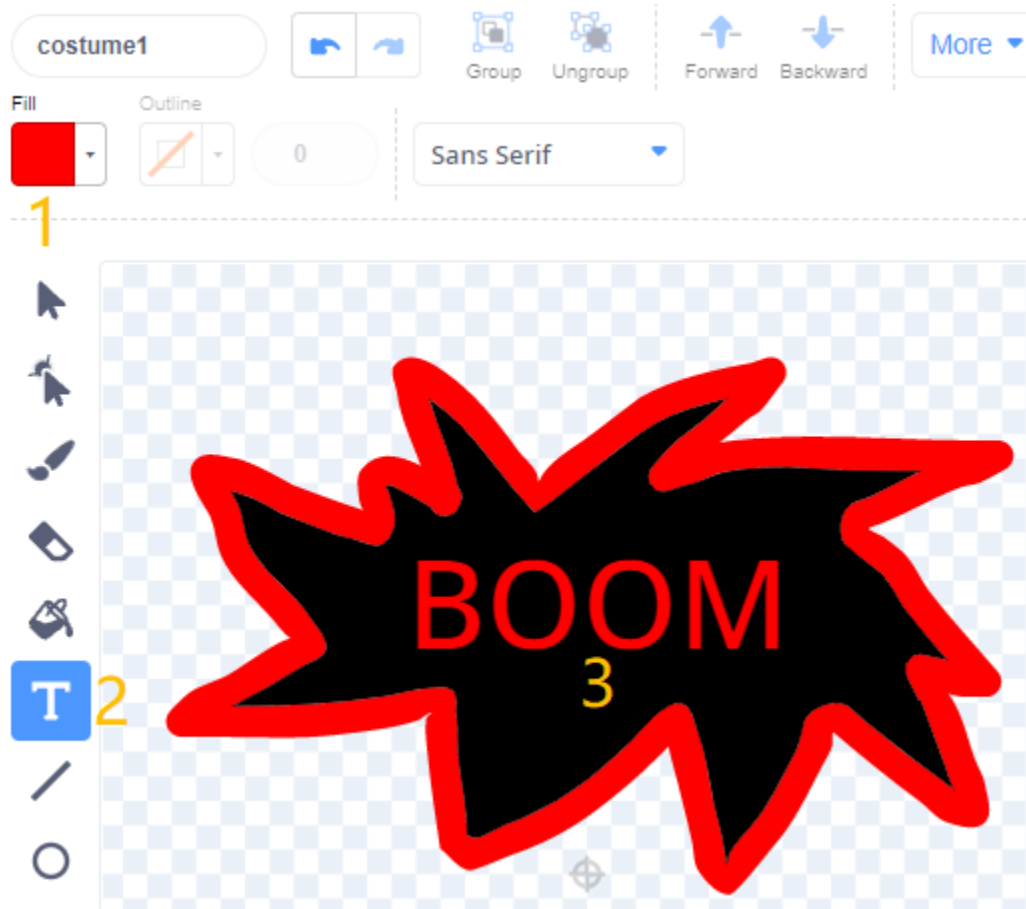 costume1
Group Ungroup Forward Backward More
Fill Outline
0 Sans Serif
1
BOOM
3
T 2